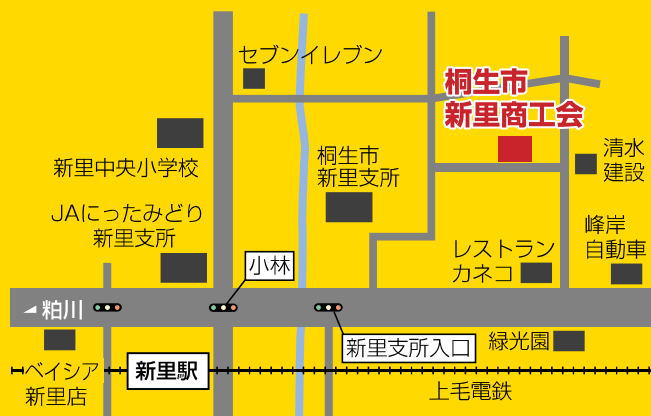 セブンイレブン
桐生市
新里商工会
新里中央小学校
桐生市
新里支所
清水
建設
JAにったみどり
新里支所
峰岸
自動車
小林
レストラン
カネコ
粕川
新里支所入口
緑光園
ベイシア
新里店
新里駅
上毛電鉄